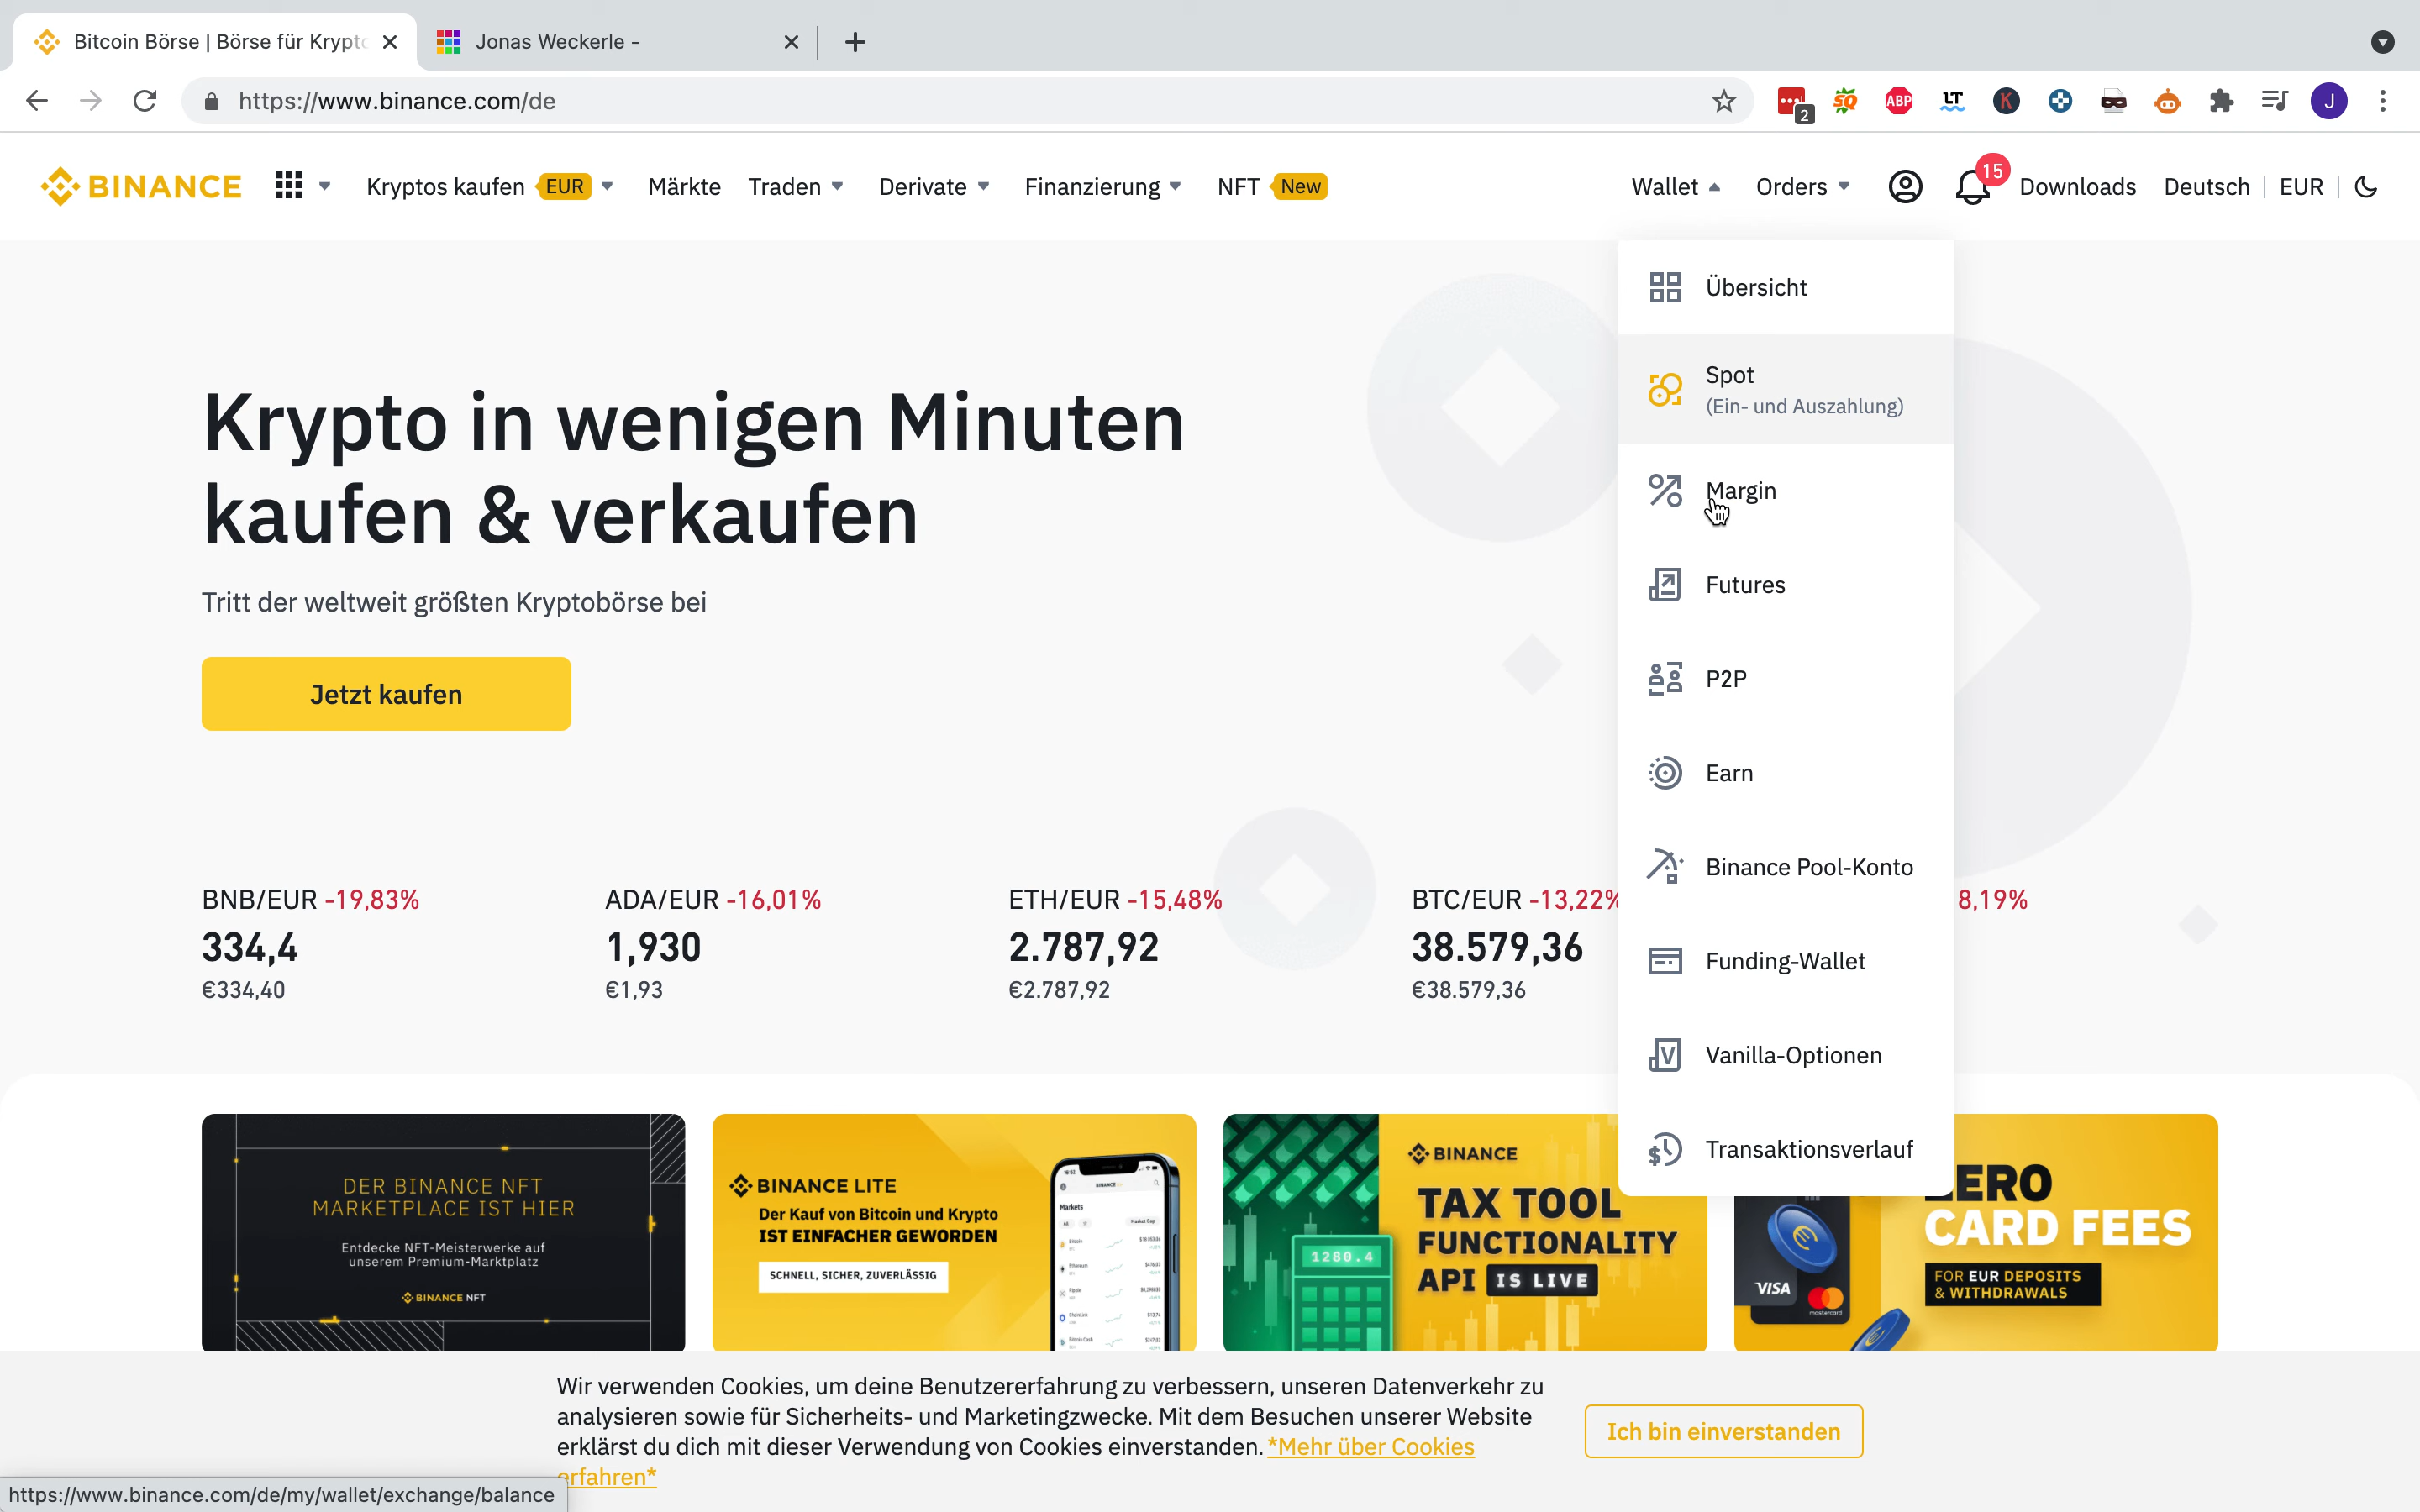 Bitcoin Börse | Börse für Krypto
Jonas Weckerle -
https://www.binance.com/de
2
ABP
LT
K
J
BINANCE
Kryptos kaufen EUR
Märkte
Traden
Derivate
Finanzierung
NFT New
Wallet
Orders
15
Downloads
Deutsch
EUR
Übersicht
Spot
(Ein- und Auszahlung)
Margin
Futures
P2P
Earn
Binance Pool-Konto
Funding-Wallet
Vanilla-Optionen
Transaktionsverlauf
Krypto in wenigen Minuten
kaufen & verkaufen
Tritt der weltweit größten Kryptobörse bei
Jetzt kaufen
BNB/EUR -19,83%
334,4
€334,40
ADA/EUR -16,01%
1,930
€1,93
ETH/EUR -15,48%
2.787,92
€2.787,92
BTC/EUR -13,22%
38.579,36
€38.579,36
8,19%
DER BINANCE NFT
MARKETPLACE IST HIER
Entdecke NFT-Meisterwerke auf
unserem Premium-Marktplatz
BINANCE NFT
BINANCE LITE
Der Kauf von Bitcoin und Krypto
IST EINFACHER GEWORDEN
SCHNELL, SICHER, ZUVERLÄSSIG
Markets
BINANCE
TAX TOOL
FUNCTIONALITY
API IS LIVE
1280.4
ZERO
CARD FEES
FOR EUR DEPOSITS
& WITHDRAWALS
VISA
mastercard
Wir verwenden Cookies, um deine Benutzererfahrung zu verbessern, unseren Datenverkehr zu
analysieren sowie für Sicherheits- und Marketingzwecke. Mit dem Besuchen unserer Website
erklärst du dich mit dieser Verwendung von Cookies einverstanden. *Mehr über Cookies
erfahren*
Ich bin einverstanden
https://www.binance.com/de/my/wallet/exchange/balance